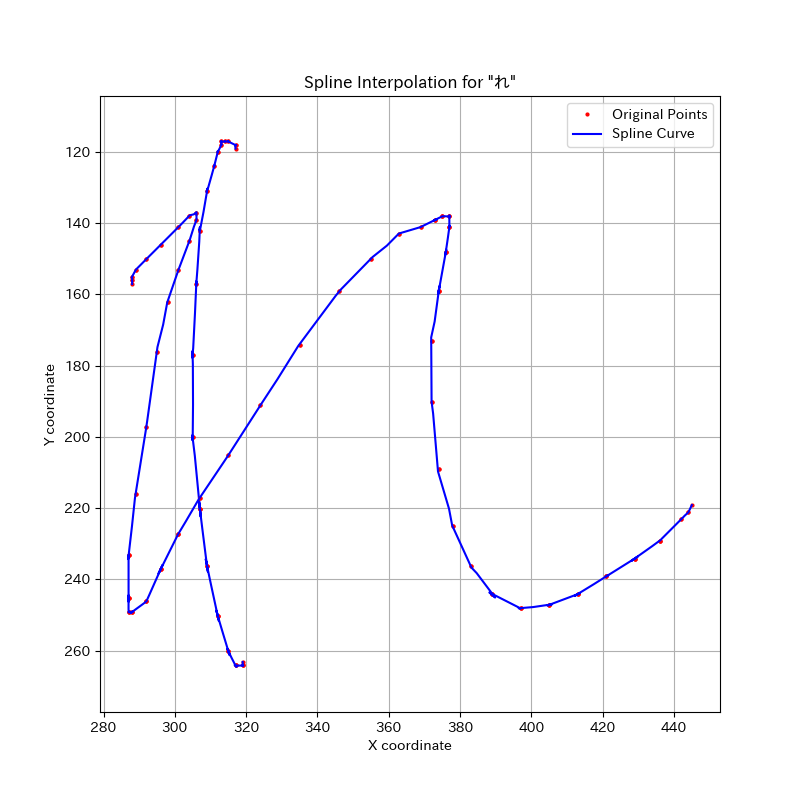 Spline Interpolation for "れ"
Original Points
Spline Curve
120
140
160
180
200
220
240
260
Y coordinate
280 300 320 340 360 380 400 420 440
X coordinate